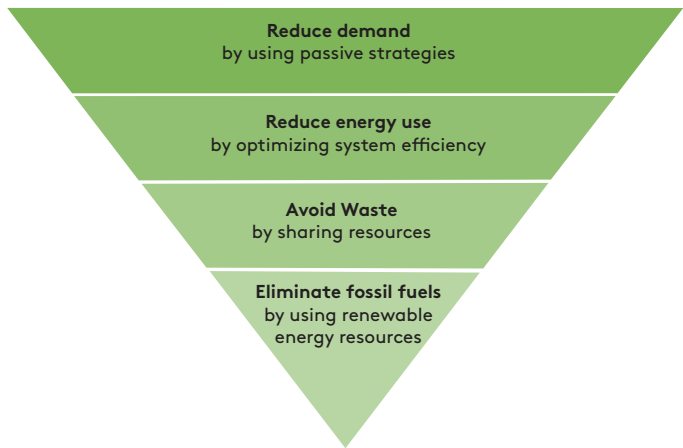 Reduce demand
by using passive strategies
Reduce energy use
by optimizing system efficiency
Avoid Waste
by sharing resources
Eliminate fossil fuels
by using renewable
energy resources